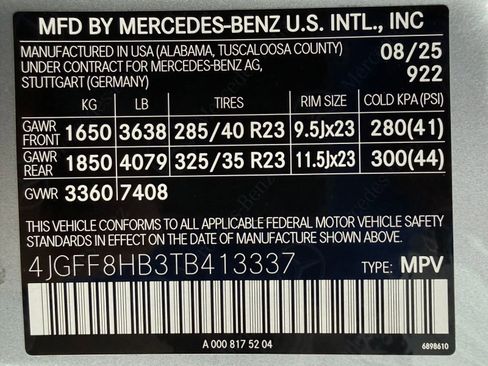 MFD BY MERCEDES-BENZ U.S. INTL., INC
MANUFACTURED IN USA (ALABAMA, TUSCALOOSA COUNTY) 08/25
UNDER CONTRACT FOR MERCEDES-BENZ AG, 922
STUTTGART (GERMANY)
KG LB TIRES RIM SIZE COLD KPA (PSI)
GAWR FRONT 1650 3638 285/40 R23 9.5Jx23 280(41)
GAWR REAR 1850 4079 325/35 R23 11.5Jx23 300(44)
GVWR 3360 7408
THIS VEHICLE CONFORMS TO ALL APPLICABLE FEDERAL MOTOR VEHICLE SAFETY
STANDARDS IN EFFECT ON THE DATE OF MANUFACTURE SHOWN ABOVE.
4JGFF8HB3TB413337 TYPE: MPV
A 000 817 52 04
6898610